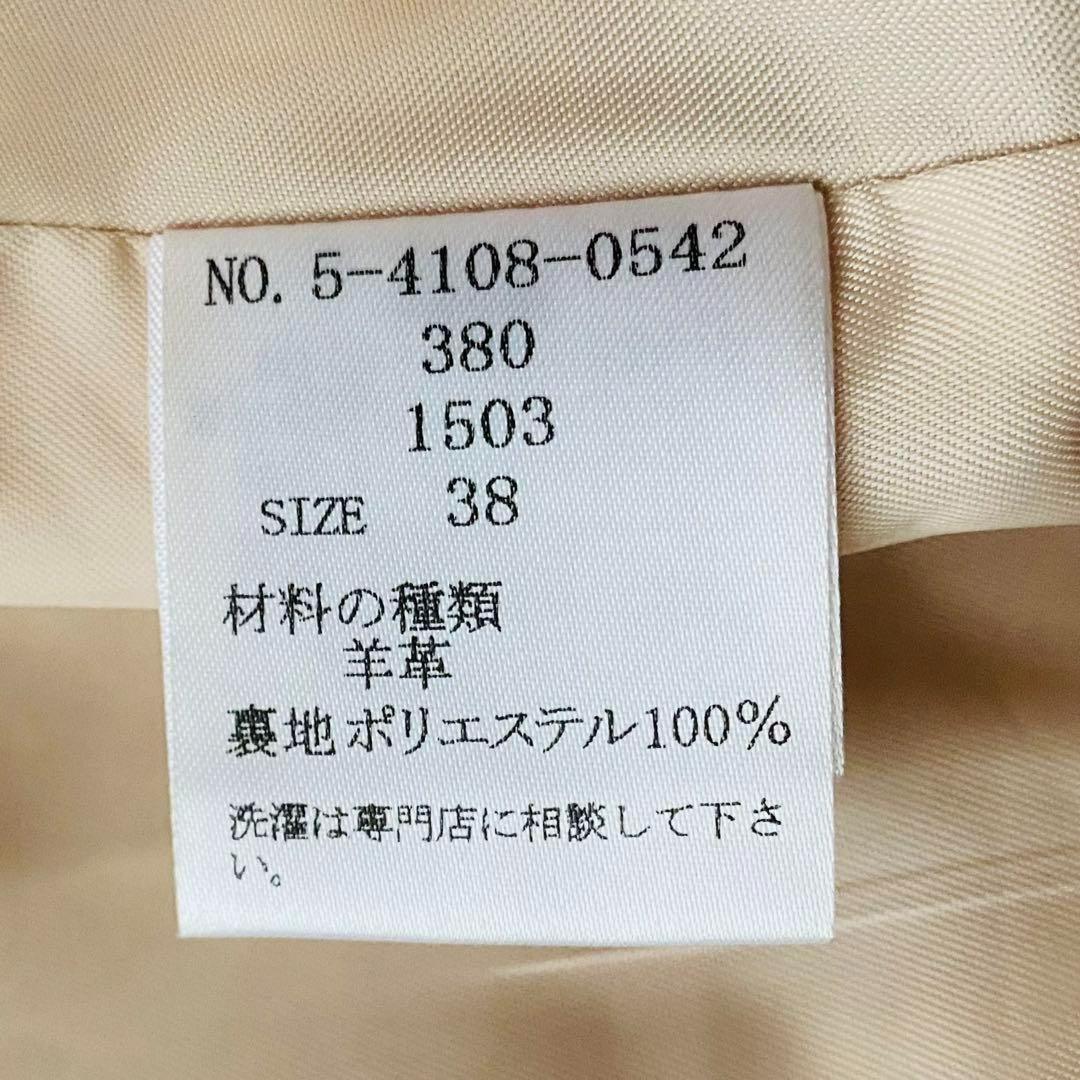 NO. 5-4108-0542
380
1503
SIZE 38
材料の種類
羊革
裏地ポリエステル100%
洗濯は専門店に相談して下さ
い。